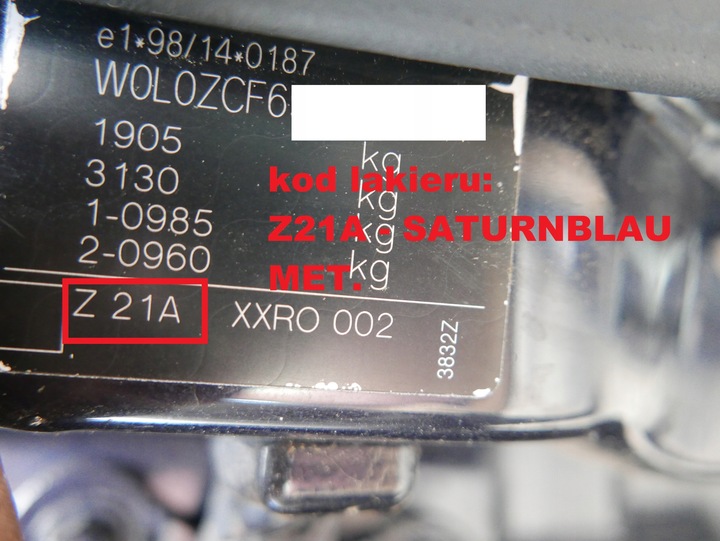 e1*98/14*0187
W0L0ZCF6
1905 kg
3130 kg
1-0985 kg
2-0960 kg
kod lakieru:
Z21A - SATURNBLAU
MET.
Z 21A XXRO 002
3832Z